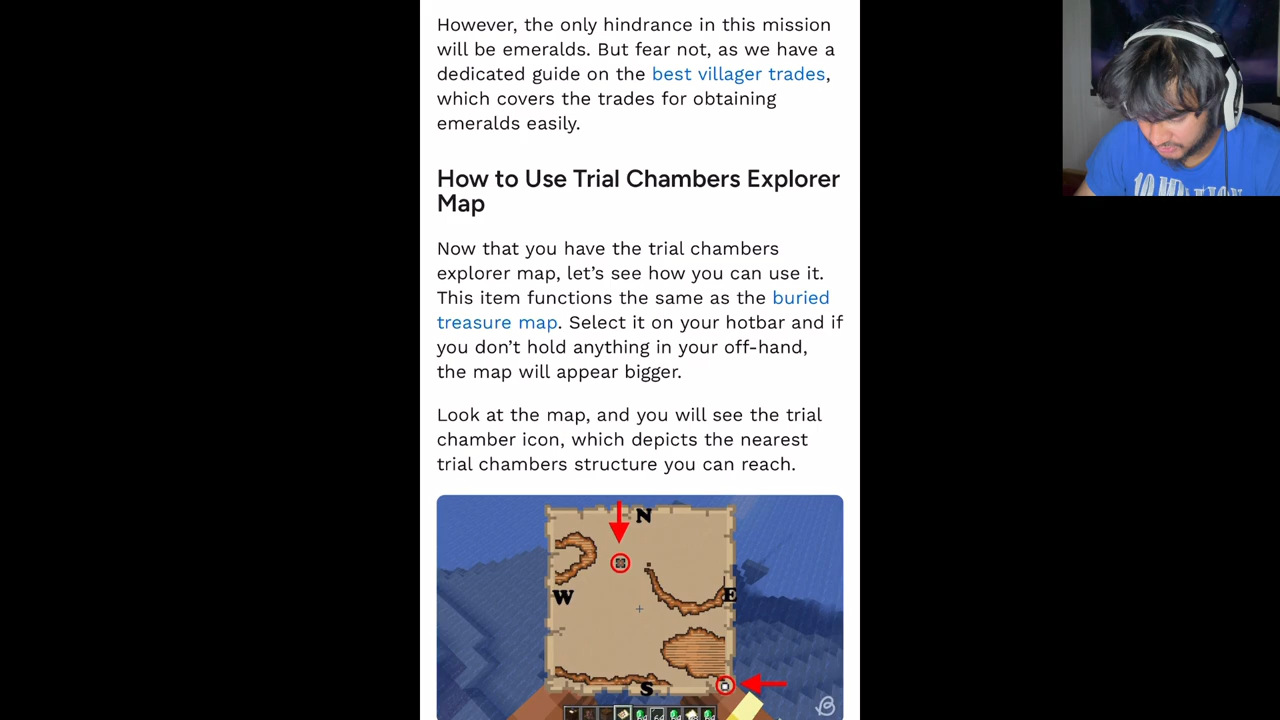 However, the only hindrance in this mission
will be emeralds. But fear not, as we have a
dedicated guide on the best villager trades,
which covers the trades for obtaining
emeralds easily.
How to Use Trial Chambers Explorer
Map
Now that you have the trial chambers
explorer map, let’s see how you can use it.
This item functions the same as the buried
treasure map. Select it on your hotbar and if
you don’t hold anything in your off-hand,
the map will appear bigger.
Look at the map, and you will see the trial
chamber icon, which depicts the nearest
trial chambers structure you can reach.
N
W
E
S
10 MILLION